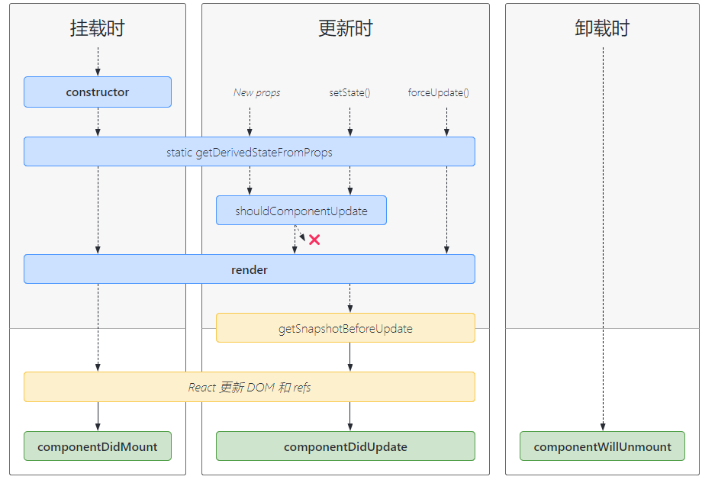 挂载时
更新时
卸载时
constructor
New props
setState()
forceUpdate()
static getDerivedStateFromProps
shouldComponentUpdate
render
getSnapshotBeforeUpdate
React 更新 DOM 和 refs
componentDidMount
componentDidUpdate
componentWillUnmount